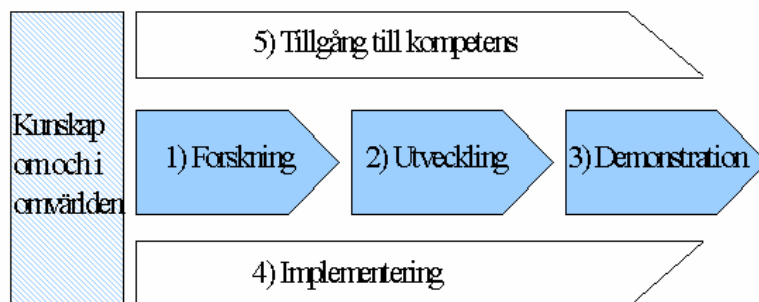 5) Tillgång till kompetens
Kunskap
om och i
omvärlden
1) Forskning
2) Utveckling
3) Demonstration
4) Implementering